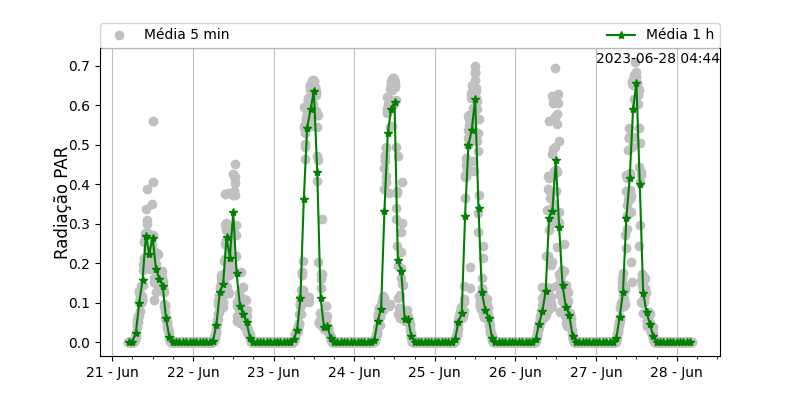 Média 5 min
Média 1 h
2023-06-28 04:44
Radiação PAR
0.7
0.6
0.5
0.4
0.3
0.2
0.1
0.0
21 - Jun
22 - Jun
23 - Jun
24 - Jun
25 - Jun
26 - Jun
27 - Jun
28 - Jun